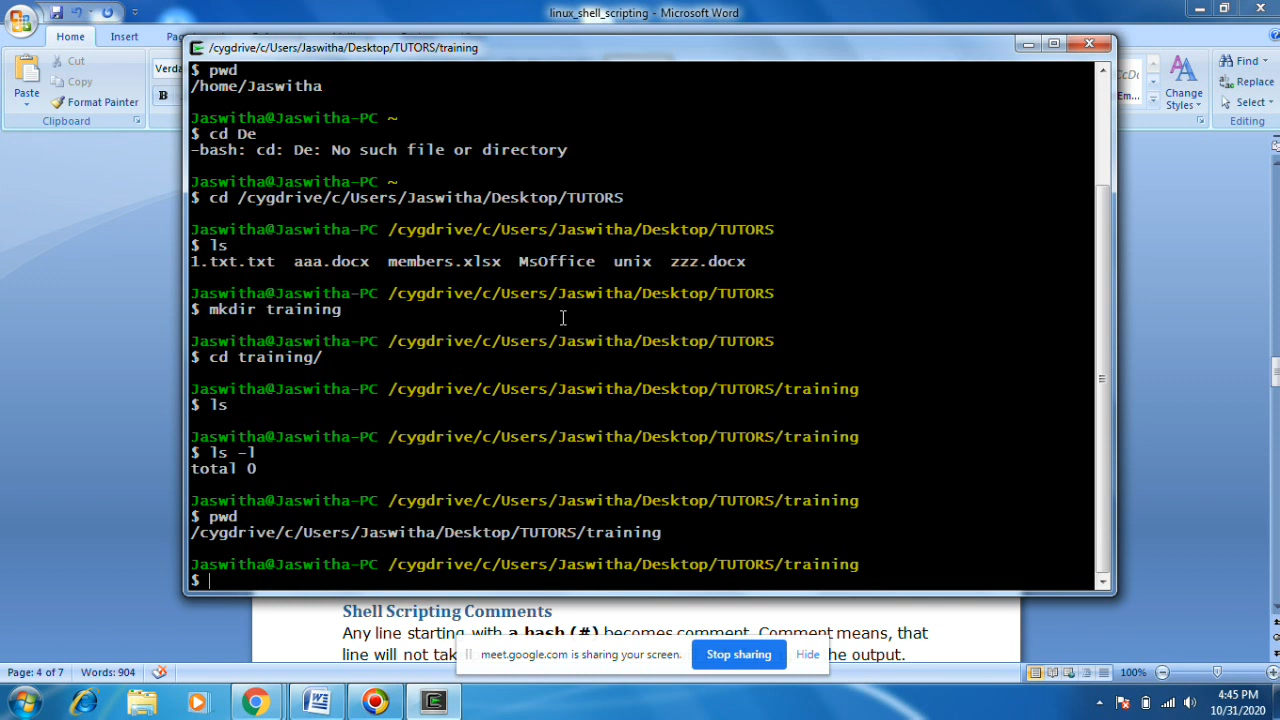 linux_shell_scripting - Microsoft Word
Home Insert
Cut
Copy
Format Painter
Paste
Clipboard
Verda
B
Em...
Change
Styles
Find
Replace
Select
Editing
/cygdrive/c/Users/Jaswitha/Desktop/TUTORS/training
$ pwd
/home/Jaswitha
Jaswitha@Jaswitha-PC ~
$ cd De
-bash: cd: De: No such file or directory
Jaswitha@Jaswitha-PC ~
$ cd /cygdrive/c/Users/Jaswitha/Desktop/TUTORS
Jaswitha@Jaswitha-PC /cygdrive/c/Users/Jaswitha/Desktop/TUTORS
$ ls
1.txt.txt aaa.docx members.xlsx MsOffice unix zzz.docx
Jaswitha@Jaswitha-PC /cygdrive/c/Users/Jaswitha/Desktop/TUTORS
$ mkdir training
Jaswitha@Jaswitha-PC /cygdrive/c/Users/Jaswitha/Desktop/TUTORS
$ cd training/
Jaswitha@Jaswitha-PC /cygdrive/c/Users/Jaswitha/Desktop/TUTORS/training
$ ls
Jaswitha@Jaswitha-PC /cygdrive/c/Users/Jaswitha/Desktop/TUTORS/training
$ ls -l
total 0
Jaswitha@Jaswitha-PC /cygdrive/c/Users/Jaswitha/Desktop/TUTORS/training
$ pwd
/cygdrive/c/Users/Jaswitha/Desktop/TUTORS/training
Jaswitha@Jaswitha-PC /cygdrive/c/Users/Jaswitha/Desktop/TUTORS/training
$
Shell Scripting Comments
Any line starting with a hash (#) becomes comment. Comment means, that
line will not tak he output.
meet.google.com is sharing your screen. Stop sharing Hide
Page: 4 of 7 Words: 904 100%
4:45 PM
10/31/2020